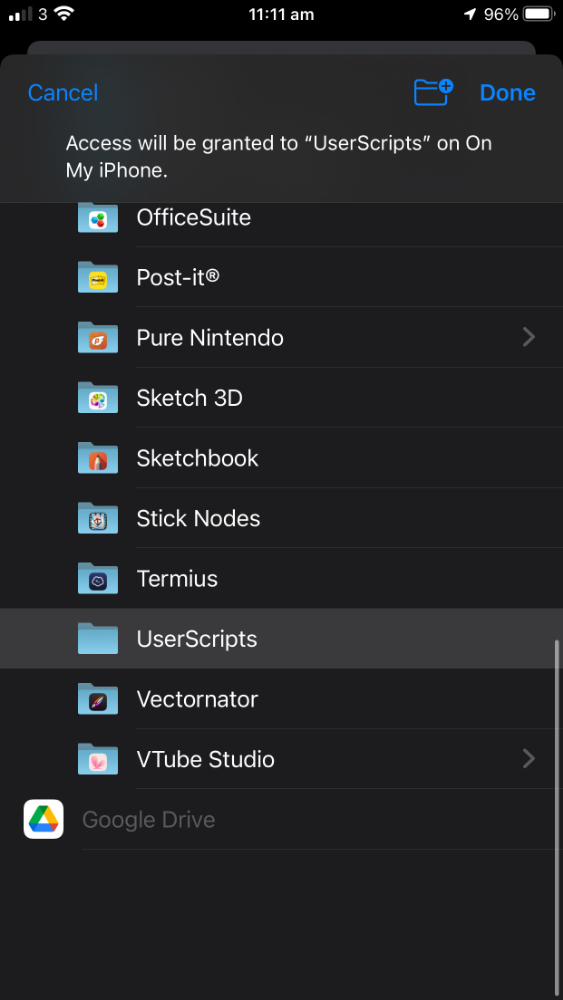 3 11:11 am 96%
Cancel Done
Access will be granted to “UserScripts” on On
My iPhone.
OfficeSuite
Post-it®
Pure Nintendo
Sketch 3D
Sketchbook
Stick Nodes
Termius
UserScripts
Vectornator
VTube Studio
Google Drive